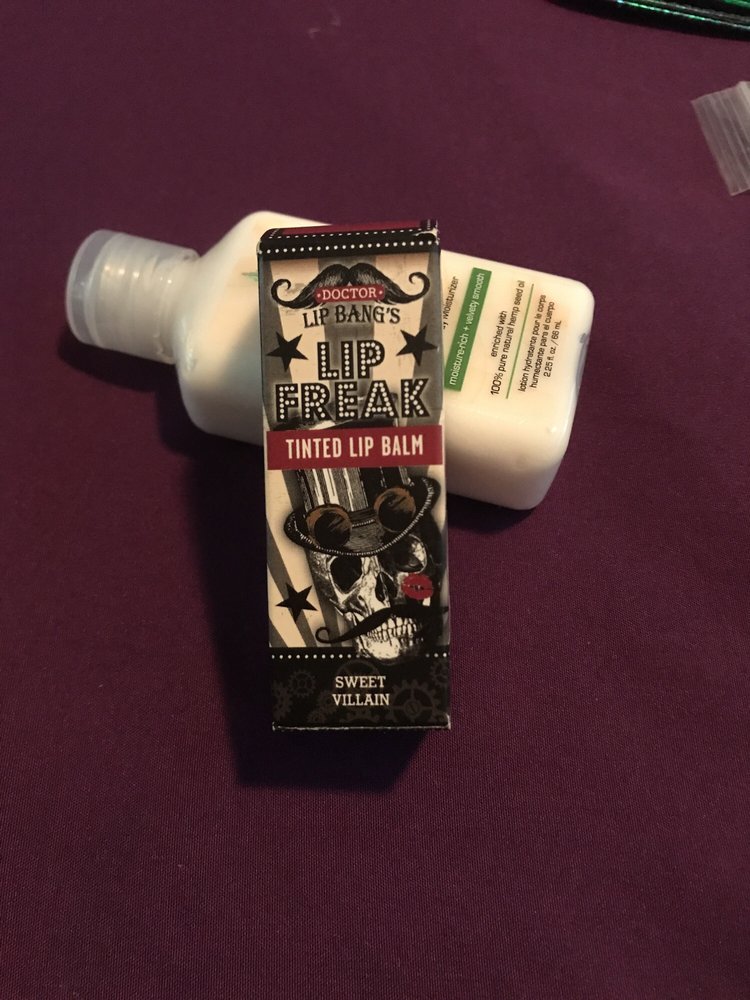 DOCTOR
LIP BANG'S
LIP
FREAK
TINTED LIP BALM
SWEET
VILLAIN
Moisturizer
moisture-rich + velvety smooth
enriched with
100% pure natural hemp seed oil
lotion hydratante pour le corps
humectante para el cuerpo
2.25 fl. oz / 66 mL